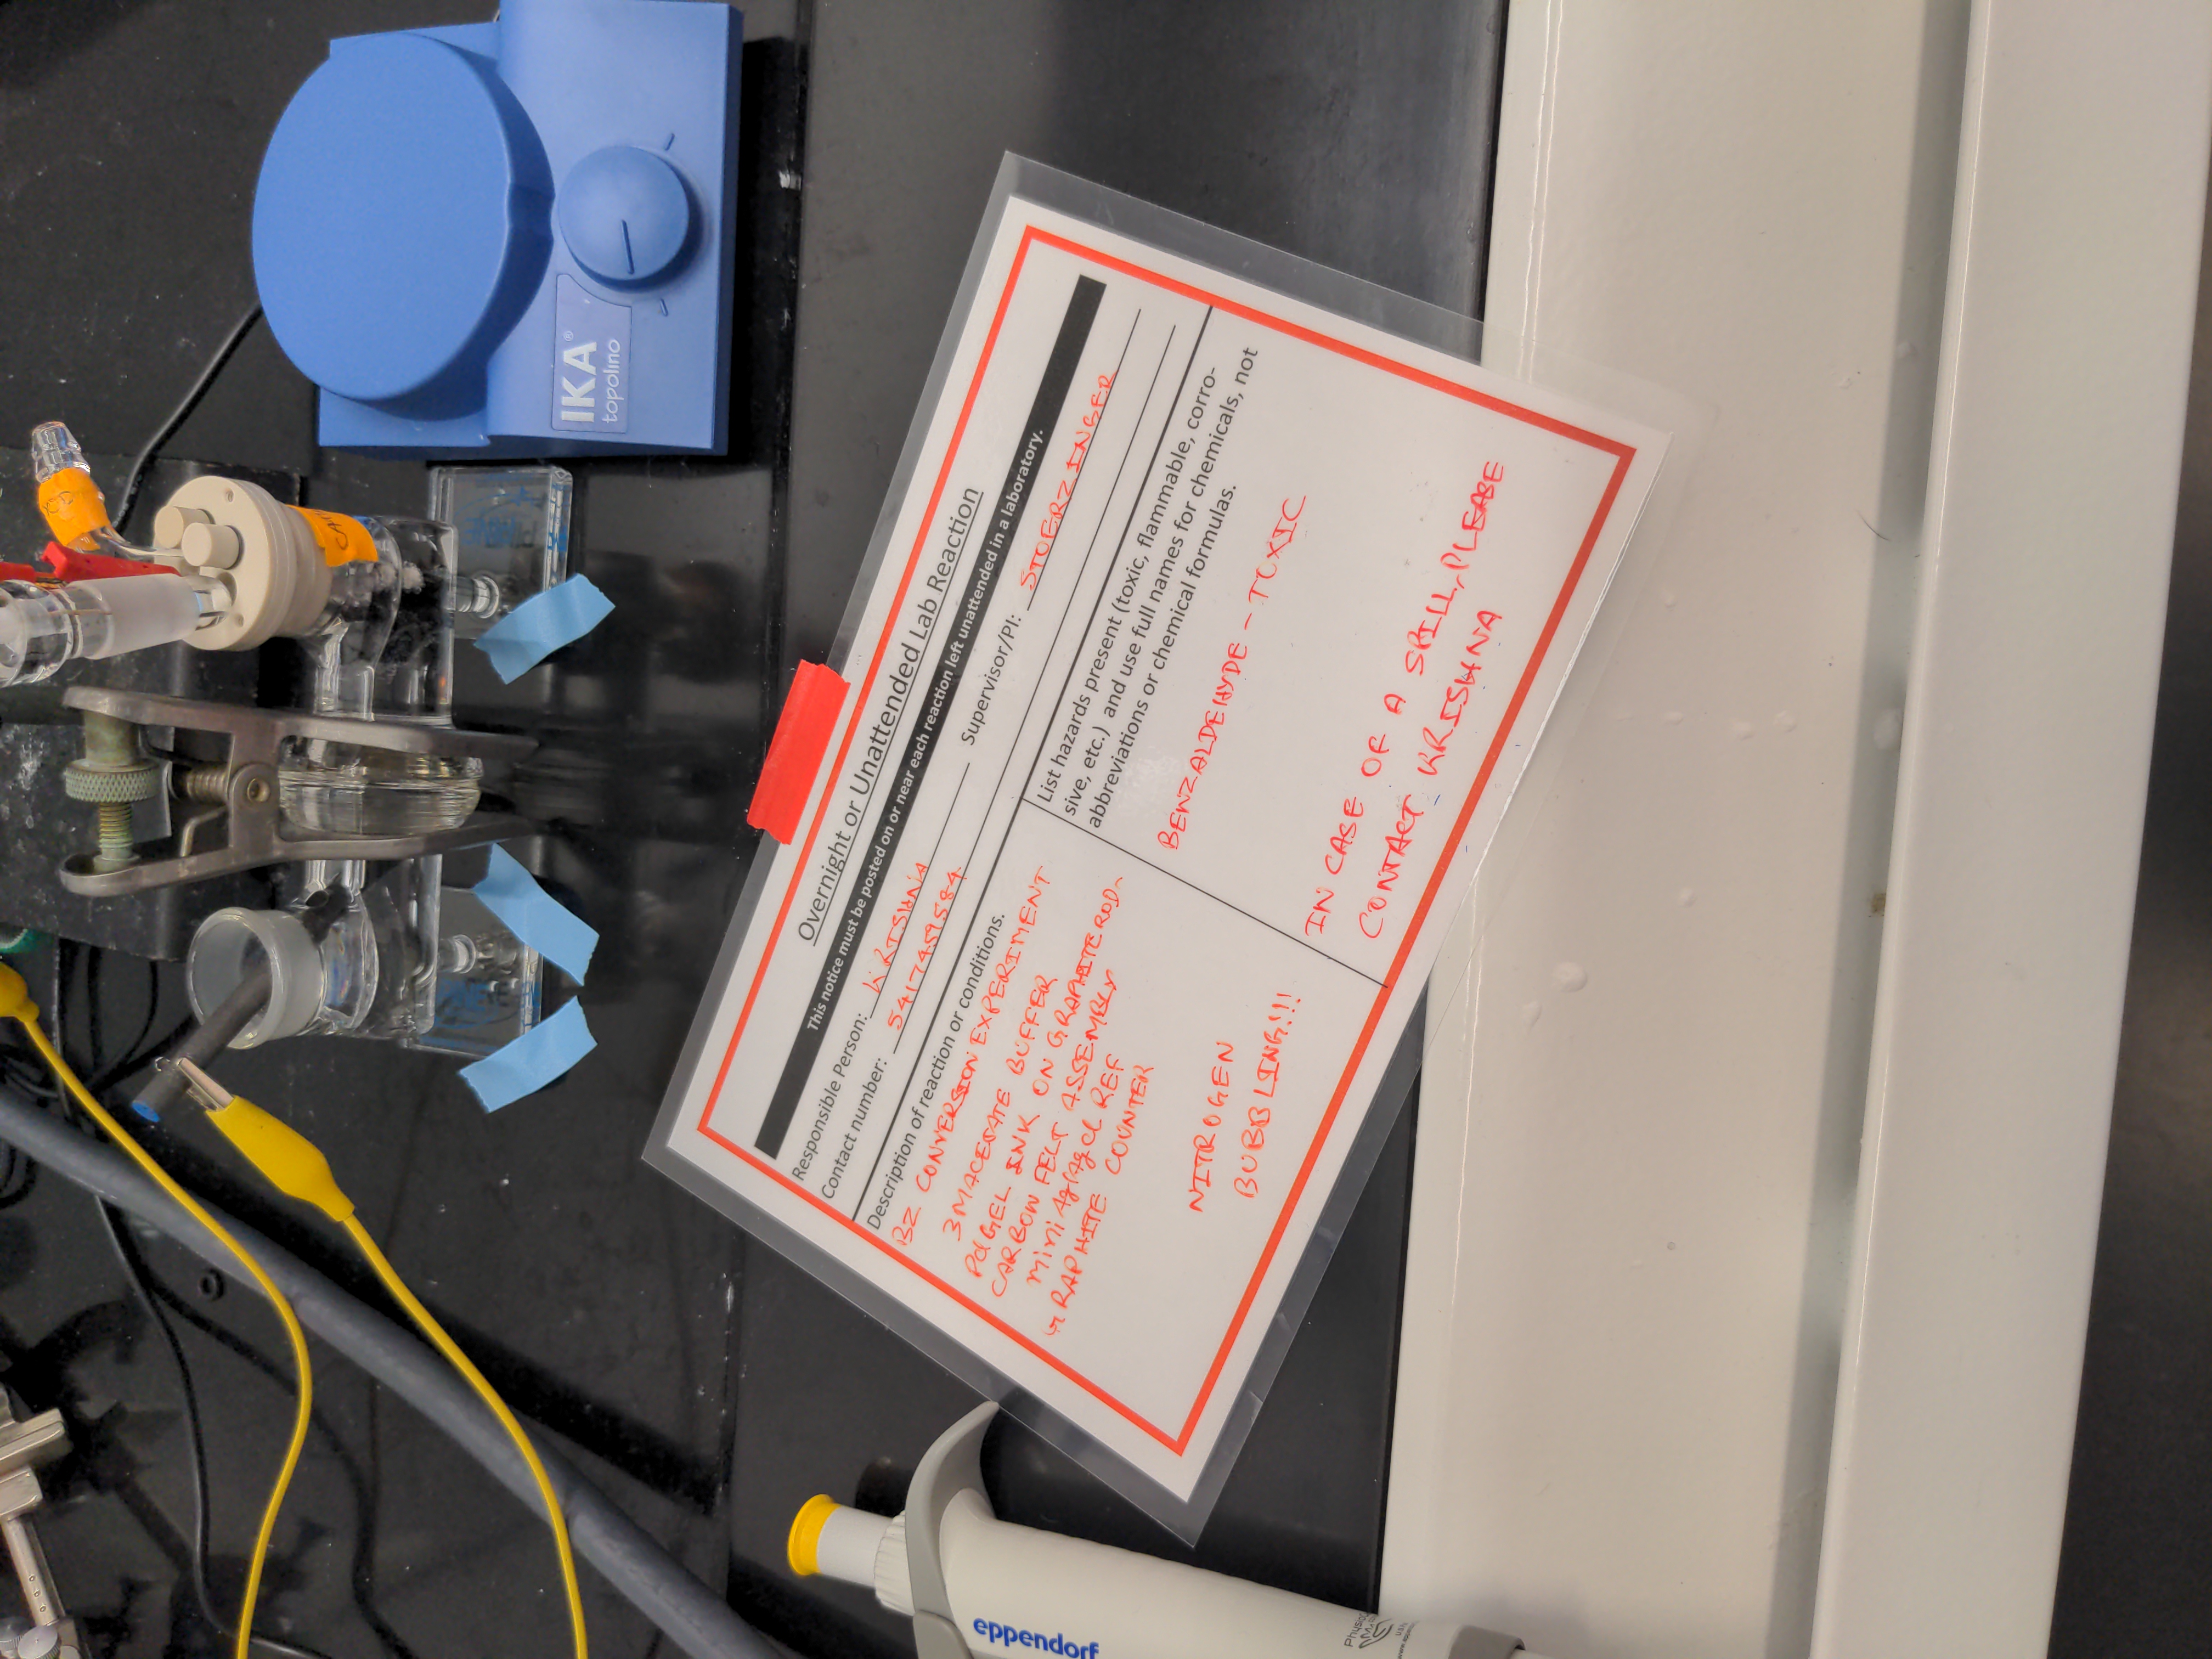 CA
IKA®
topolino
eppendorf
Overnight or Unattended Lab Reaction
This notice must be posted on or near each reaction left unattended in a laboratory.
Responsible Person: KRISHNA Supervisor/PI: STOERZINGER
Contact number: 5417459584
Description of reaction or conditions.
BZ CONVERSION EXPERIMENT
3M ACETATE BUFFER
Pd GEL INK ON GRAPHITE ROD-
CARBON FELT ASSEMBLY
mini Ag/AgCl REF
GRAPHITE COUNTER
NITROGEN
BUBBLING!!!
List hazards present (toxic, flammable, corro-
sive, etc.) and use full names for chemicals, not
abbreviations or chemical formulas.
BENZALDEHYDE - TOXIC
IN CASE OF A SPILL, PLEASE
CONTACT KRISHNA